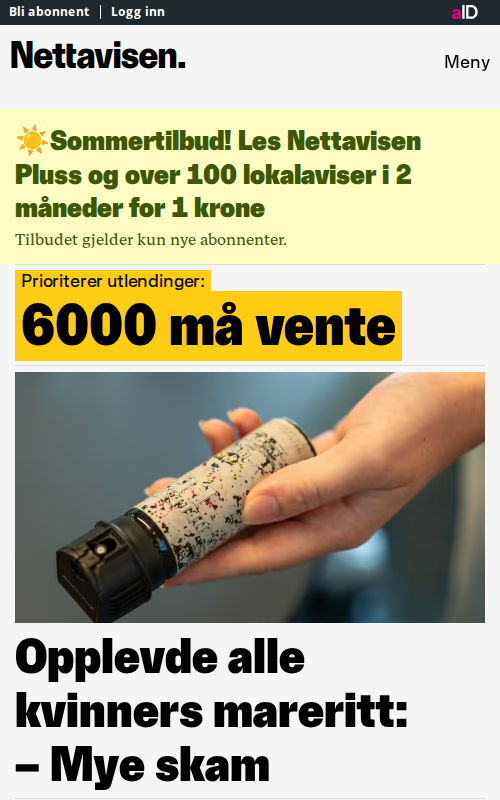 Bli abonnent
Logg inn
aID
Nettavisen.
Meny
☀️Sommertilbud! Les Nettavisen
Pluss og over 100 lokalaviser i 2
måneder for 1 krone
Tilbudet gjelder kun nye abonnenter.
Prioriterer utlendinger:
6000 må vente
Opplevde alle
kvinners mareritt:
– Mye skam